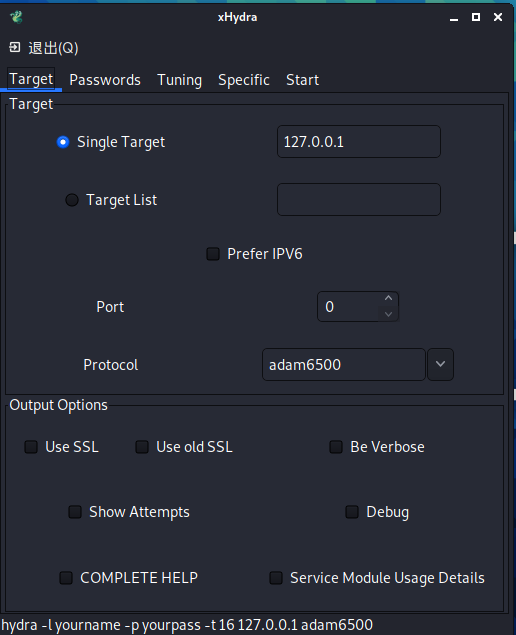 xHydra
退出(Q)
Target Passwords Tuning Specific Start
Target
Single Target 127.0.0.1
Target List
Prefer IPV6
Port 0
Protocol adam6500
Output Options
Use SSL Use old SSL Be Verbose
Show Attempts Debug
COMPLETE HELP Service Module Usage Details
hydra -l yourname -p yourpass -t 16 127.0.0.1 adam6500